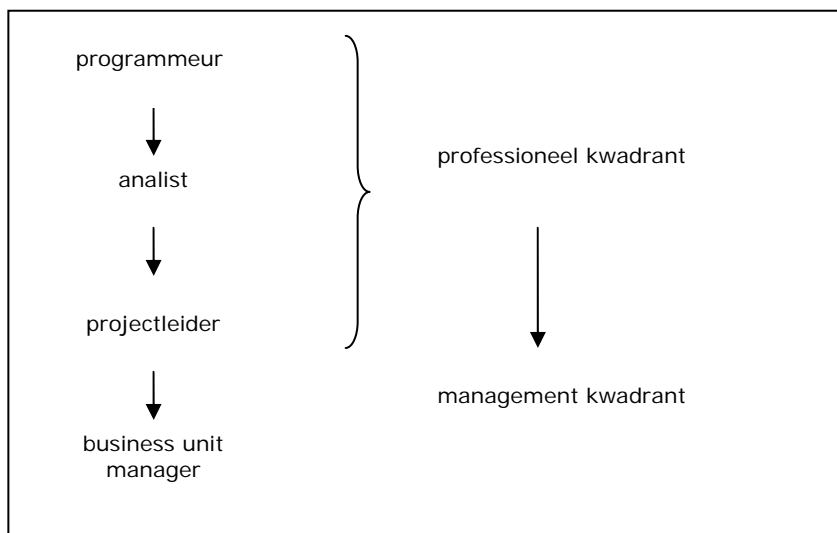 programmeur
analist
projectleider
business unit
manager
professioneel kwadrant
management kwadrant